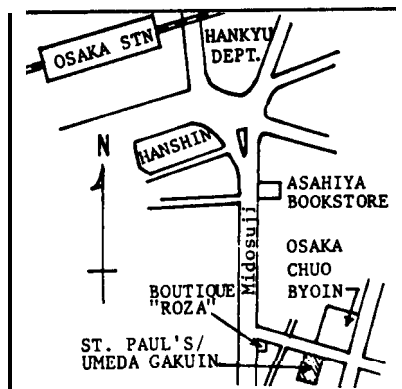 OSAKA STN
HANKYU
DEPT.
N
HANSHIN
ASAHIYA
BOOKSTORE
Midosuji
OSAKA
CHUO
BYOIN
BOUTIQUE
"ROZA"
ST. PAUL'S/
UMEDA GAKUIN